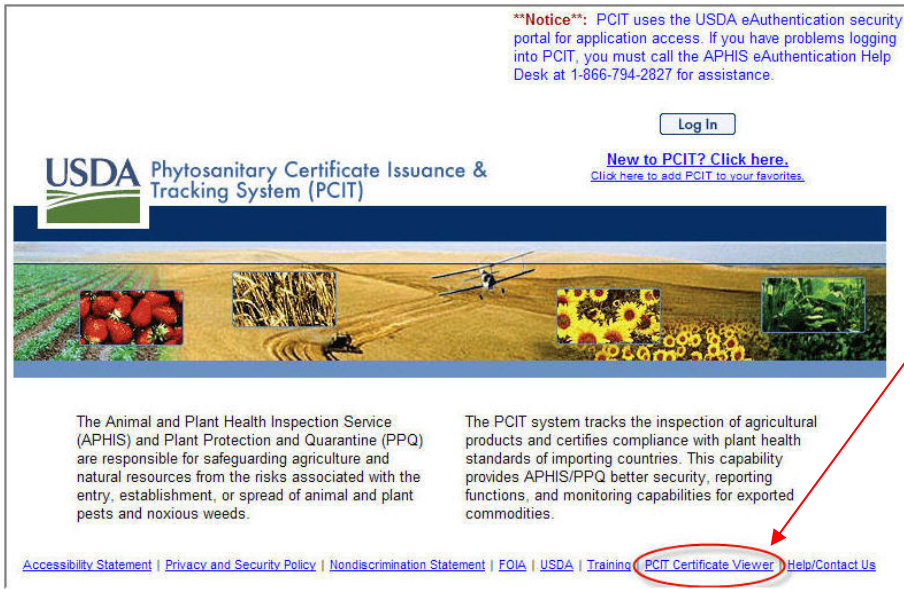 **Notice**: PCIT uses the USDA eAuthentication security
portal for application access. If you have problems logging
into PCIT, you must call the APHIS eAuthentication Help
Desk at 1-866-794-2827 for assistance.
Log In
New to PCIT? Click here.
Click here to add PCIT to your favorites.
USDA Phytosanitary Certificate Issuance &
Tracking System (PCIT)
The Animal and Plant Health Inspection Service
(APHIS) and Plant Protection and Quarantine (PPQ)
are responsible for safeguarding agriculture and
natural resources from the risks associated with the
entry, establishment, or spread of animal and plant
pests and noxious weeds.
The PCIT system tracks the inspection of agricultural
products and certifies compliance with plant health
standards of importing countries. This capability
provides APHIS/PPQ better security, reporting
functions, and monitoring capabilities for exported
commodities.
Accessibility Statement | Privacy and Security Policy | Nondiscrimination Statement | FOIA | USDA | Training | PCIT Certificate Viewer | Help/Contact Us